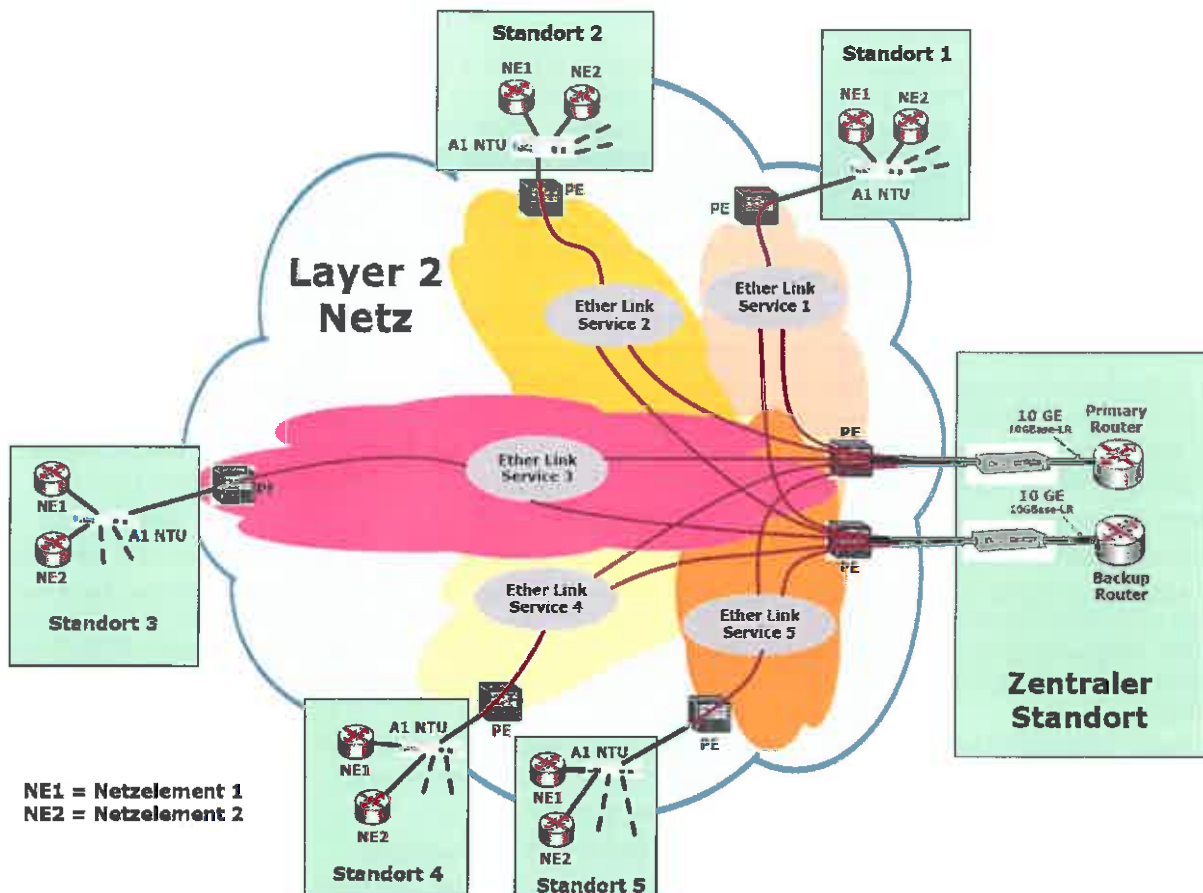 Standort 2
NE1
NE2
A1 NTU
PE
Standort 1
NE1
NE2
A1 NTU
PE
Layer 2
Netz
Ether Link
Service 2
Ether Link
Service 1
Ether Link
Service 3
Ether Link
Service 4
Ether Link
Service 5
PE
NE1
A1 NTU
NE2
Standort 3
PE
PE
10 GE
10GBase-LR
Primary
Router
10 GE
10GBase-LR
Backup
Router
Zentraler
Standort
A1 NTU
PE
NE1
NE2
Standort 4
A1 NTU
PE
NE1
NE2
Standort 5
NE1 = Netzelement 1
NE2 = Netzelement 2